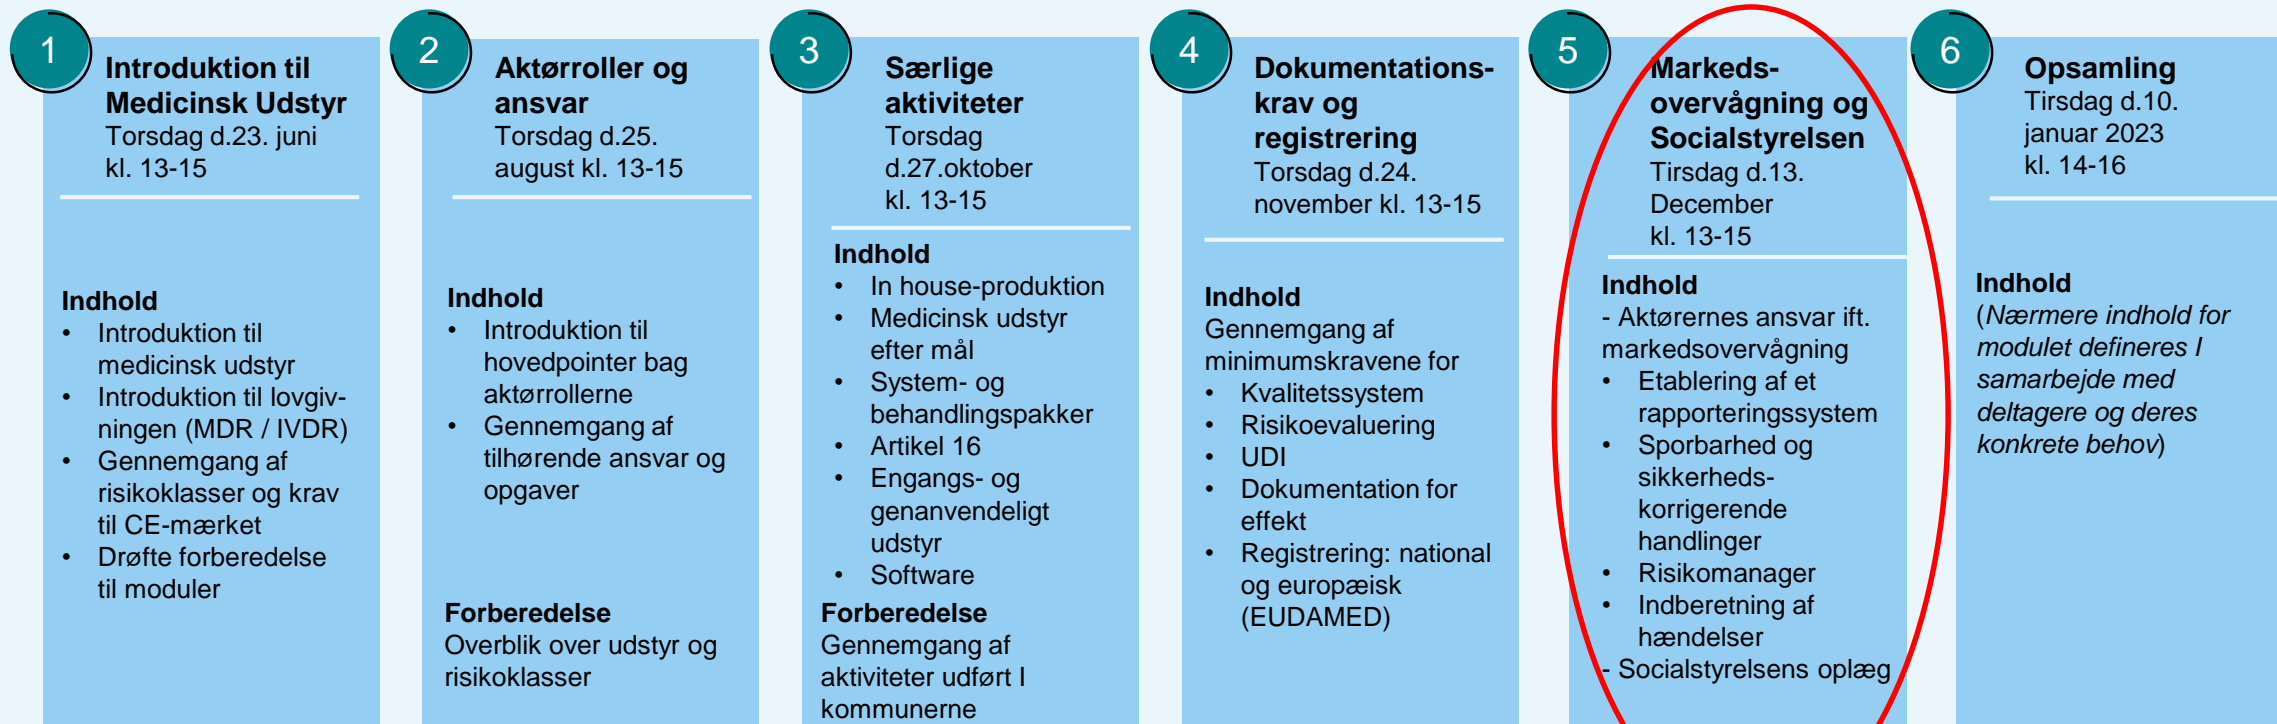 1
Introduktion til
Medicinsk Udstyr
Torsdag d.23. juni
kl. 13-15
Indhold
• Introduktion til
medicinsk udstyr
• Introduktion til lovgiv-
ningen (MDR / IVDR)
• Gennemgang af
risikoklasser og krav
til CE-mærket
• Drøfte forberedelse
til moduler
2
Aktørroller og
ansvar
Torsdag d.25.
august kl. 13-15
Indhold
• Introduktion til
hovedpointer bag
aktørrollerne
• Gennemgang af
tilhørende ansvar og
opgaver
Forberedelse
Overblik over udstyr og
risikoklasser
3
Særlige
aktiviteter
Torsdag
d.27.oktober
kl. 13-15
Indhold
• In house-produktion
• Medicinsk udstyr
efter mål
• System- og
behandlingspakker
• Artikel 16
• Engangs- og
genanvendeligt
udstyr
• Software
Forberedelse
Gennemgang af
aktiviteter udført I
kommunerne
4
Dokumentations-
krav og
registrering
Torsdag d.24.
november kl. 13-15
Indhold
Gennemgang af
minimumskravene for
• Kvalitetssystem
• Risikoevaluering
• UDI
• Dokumentation for
effekt
• Registrering: national
og europæisk
(EUDAMED)
5
Markeds-
overvågning og
Socialstyrelsen
Tirsdag d.13.
December
kl. 13-15
Indhold
- Aktørernes ansvar ift.
markedsovervågning
• Etablering af et
rapporteringssystem
• Sporbarhed og
sikkerheds-
korrigerende
handlinger
• Risikomanager
• Indberetning af
hændelser
- Socialstyrelsens oplæg
6
Opsamling
Tirsdag d.10.
januar 2023
kl. 14-16
Indhold
(Nærmere indhold for
modulet defineres I
samarbejde med
deltagere og deres
konkrete behov)